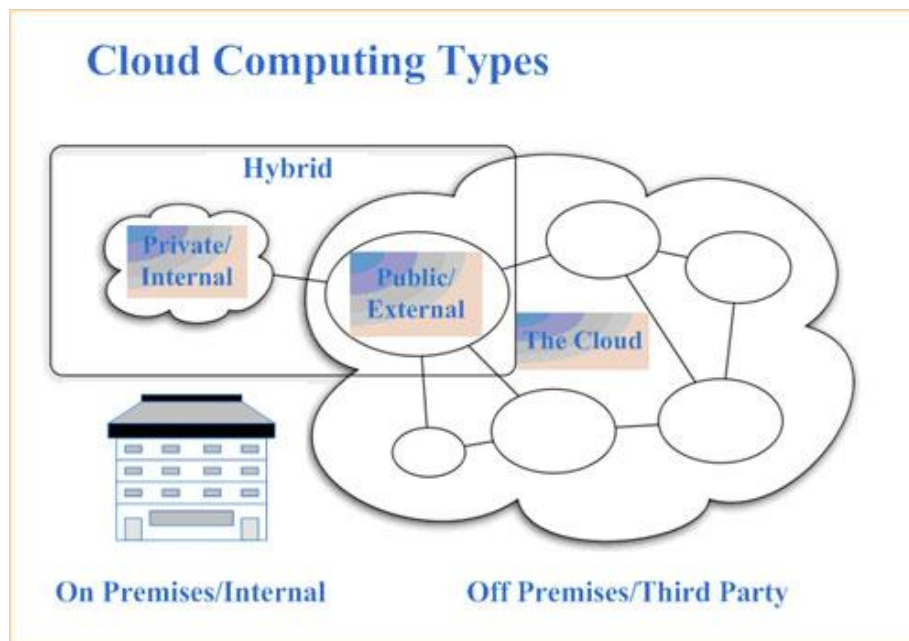 Cloud Computing Types
Hybrid
Private/
Internal
Public/
External
The Cloud
On Premises/Internal
Off Premises/Third Party